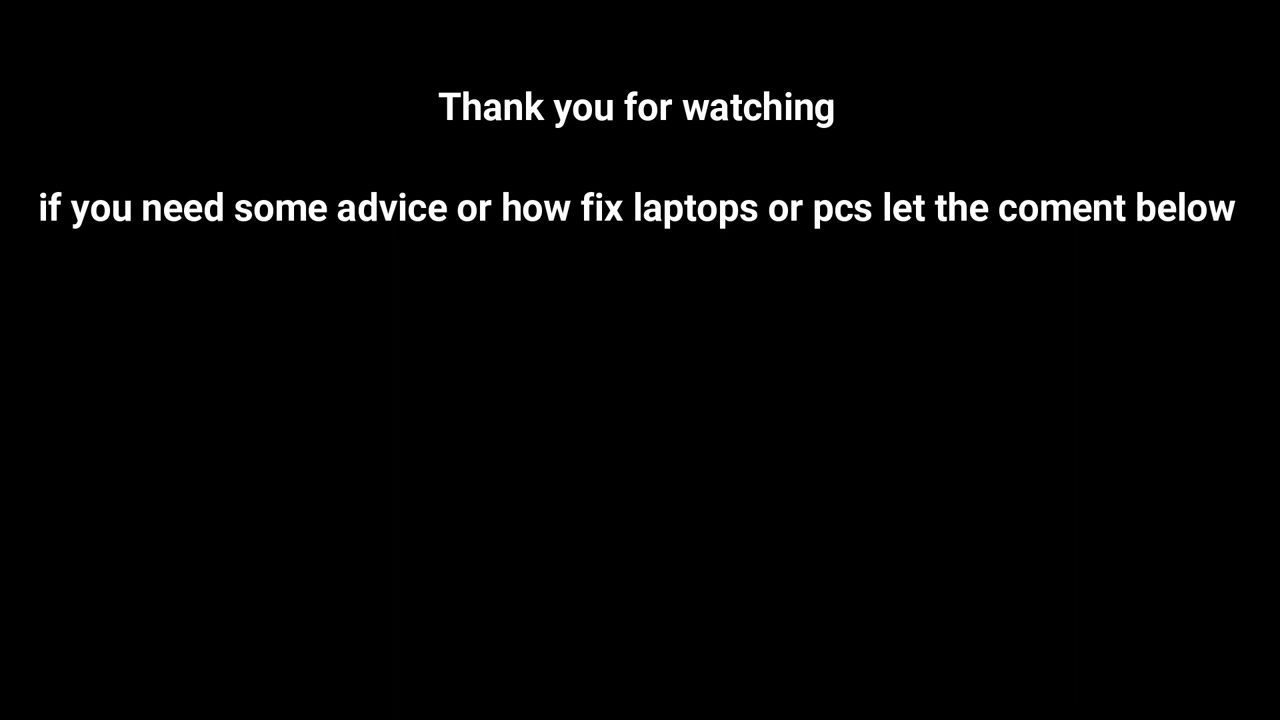 Thank you for watching
if you need some advice or how fix laptops or pcs let the coment below